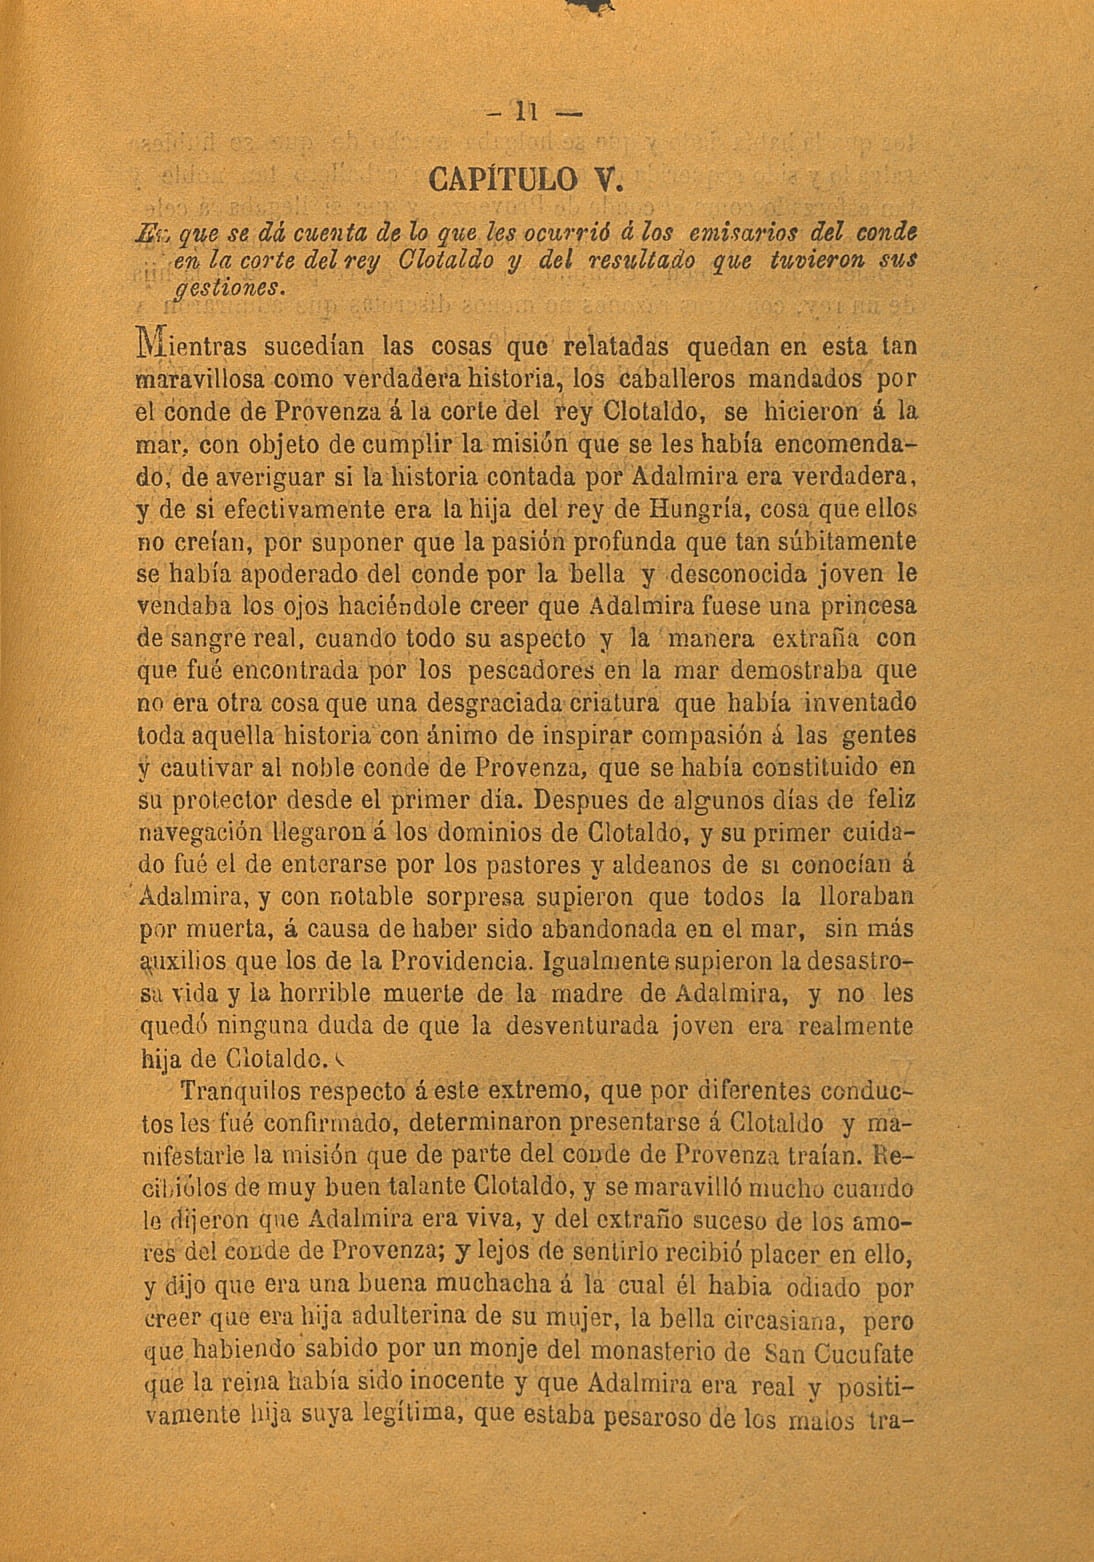 — 11 —
CAPÍTULO V.
En que se dá cuenta de lo que les ocurrió á los emisarios del conde
en la corte del rey Clotaldo y del resultado que tuvieron sus
gestiones.
Mientras sucedían las cosas que relatadas quedan en esta tan
maravillosa como verdadera historia, los caballeros mandados por
el conde de Provenza á la corte del rey Clotaldo, se hicieron á la
mar, con objeto de cumplir la misión que se les había encomenda-
do, de averiguar si la historia contada por Adalmira era verdadera,
y de si efectivamente era la hija del rey de Hungría, cosa que ellos
no creían, por suponer que la pasión profunda que tan súbitamente
se había apoderado del conde por la bella y desconocida joven le
vendaba los ojos haciéndole creer que Adalmira fuese una princesa
de sangre real, cuando todo su aspecto y la manera extraña con
que fué encontrada por los pescadores en la mar demostraba que
no era otra cosa que una desgraciada criatura que había inventado
toda aquella historia con ánimo de inspirar compasión á las gentes
y cautivar al noble conde de Provenza, que se había constituido en
su protector desde el primer día. Despues de algunos días de feliz
navegación llegaron á los dominios de Clotaldo, y su primer cuida-
do fué el de enterarse por los pastores y aldeanos de si conocían á
Adalmira, y con notable sorpresa supieron que todos la lloraban
por muerta, á causa de haber sido abandonada en el mar, sin más
auxilios que los de la Providencia. Igualmente supieron la desastro-
sa vida y la horrible muerte de la madre de Adalmira, y no les
quedó ninguna duda de que la desventurada joven era realmente
hija de Clotaldo.
Tranquilos respecto á este extremo, que por diferentes conduc-
tos les fué confirmado, determinaron presentarse á Clotaldo y ma-
nifestarle la misión que de parte del conde de Provenza traían. Re-
cibiólos de muy buen talante Clotaldo, y se maravilló mucho cuando
le dijeron que Adalmira era viva, y del extraño suceso de los amo-
res del conde de Provenza; y lejos de sentirlo recibió placer en ello,
y dijo que era una buena muchacha á la cual él habia odiado por
creer que era hija adulterina de su mujer, la bella circasiana, pero
que habiendo sabido por un monje del monasterio de San Cucufate
que la reina había sido inocente y que Adalmira era real y positi-
vamente hija suya legítima, que estaba pesaroso de los malos tra-